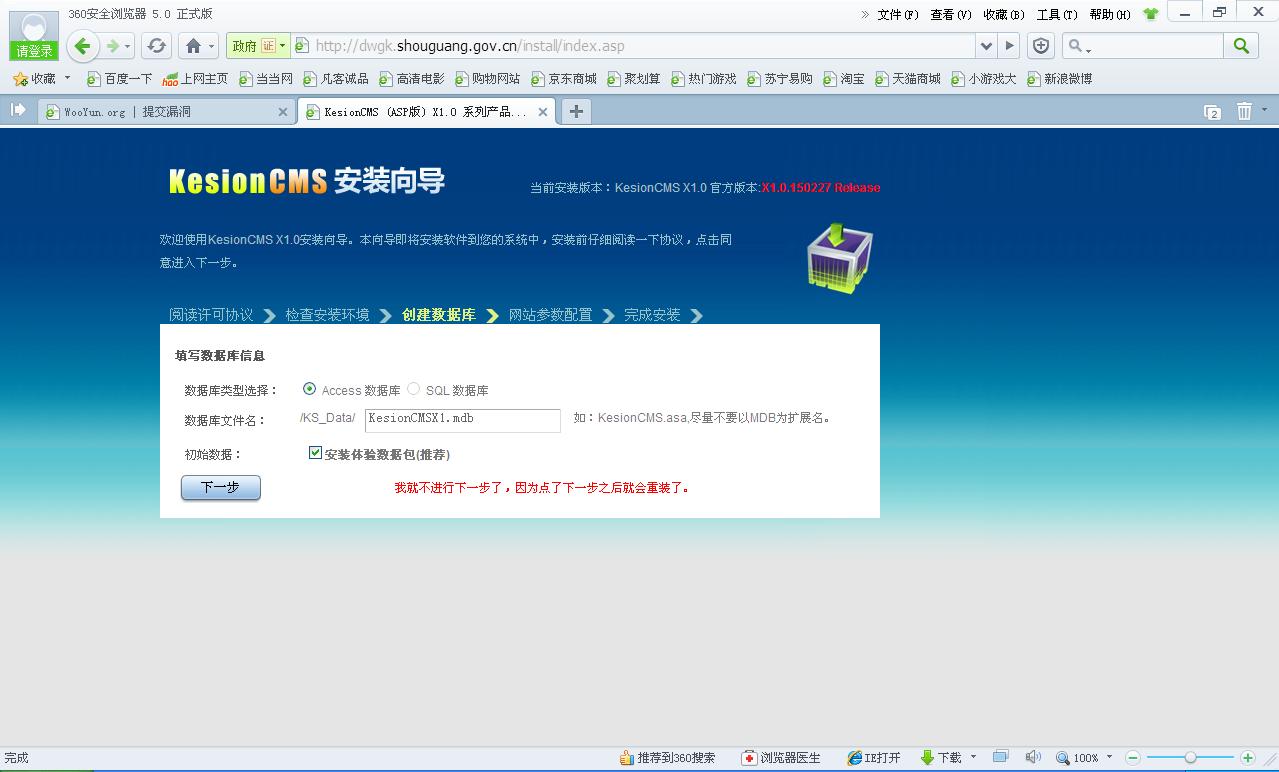 360安全浏览器 5.0 正式版
» 文件(F) 查看(V) 收藏(B) 工具(T) 帮助(H)
请登录
政府 证 http://dwgk.shouguang.gov.cn/install/index.asp
收藏 百度一下 hao 上网主页 当当网 凡客诚品 高清电影 购物网站 京东商城 聚划算 热门游戏 苏宁易购 淘宝 天猫商城 小游戏大 新浪微博
WooYun.org | 提交漏洞 KesionCMS (ASP版) X1.0 系列产品... 2
KesionCMS 安装向导
当前安装版本：KesionCMS X1.0 官方版本:X1.0.150227 Release
欢迎使用KesionCMS X1.0安装向导。本向导即将安装软件到您的系统中，安装前仔细阅读一下协议，点击同
意进入下一步。
阅读许可协议 检查安装环境 创建数据库 网站参数配置 完成安装
填写数据库信息
数据库类型选择： Access 数据库 SQL 数据库
数据库文件名： /KS_Data/ KesionCMSX1.mdb 如：KesionCMS.asa,尽量不要以MDB为扩展名。
初始数据： 安装体验数据包(推荐)
下一步 我就不进行下一步了，因为点了下一步之后就会重装了。
完成 推荐到360搜索 浏览器医生 IE打开 下载 100%